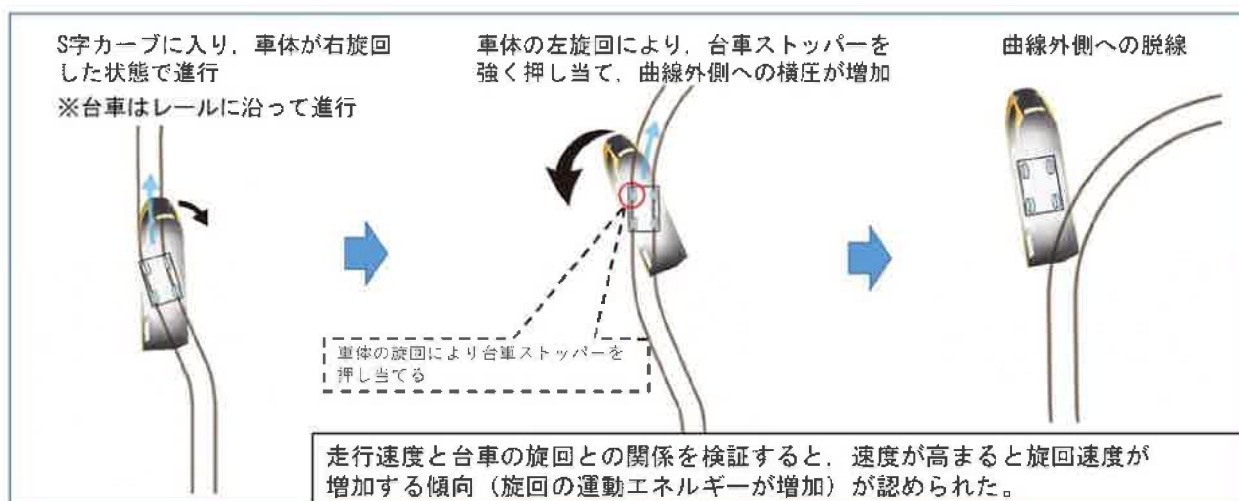 S字カーブに入り，車体が右旋回
した状態で進行
※台車はレールに沿って進行
車体の左旋回により，台車ストッパーを
強く押し当て，曲線外側への横圧が増加
曲線外側への脱線
車体の旋回により台車ストッパーを
押し当てる
走行速度と台車の旋回との関係を検証すると，速度が高まると旋回速度が
増加する傾向（旋回の運動エネルギーが増加）が認められた。